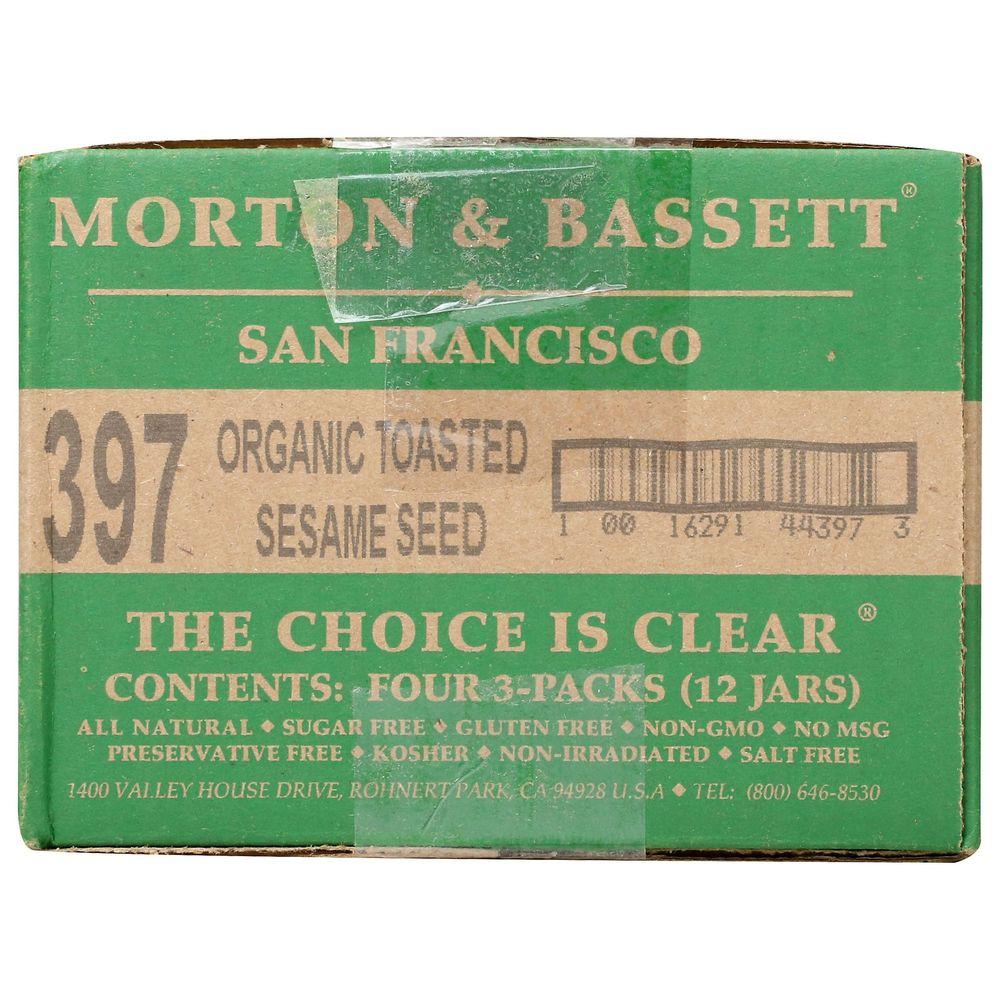 MORTON & BASSETT®
SAN FRANCISCO
397 ORGANIC TOASTED
SESAME SEED
1 00 16291 44397 3
THE CHOICE IS CLEAR®
CONTENTS: FOUR 3-PACKS (12 JARS)
ALL NATURAL ◆ SUGAR FREE ◆ GLUTEN FREE ◆ NON-GMO ◆ NO MSG
PRESERVATIVE FREE ◆ KOSHER ◆ NON-IRRADIATED ◆ SALT FREE
1400 VALLEY HOUSE DRIVE, ROHNERT PARK, CA 94928 U.S.A ◆ TEL: (800) 646-8530